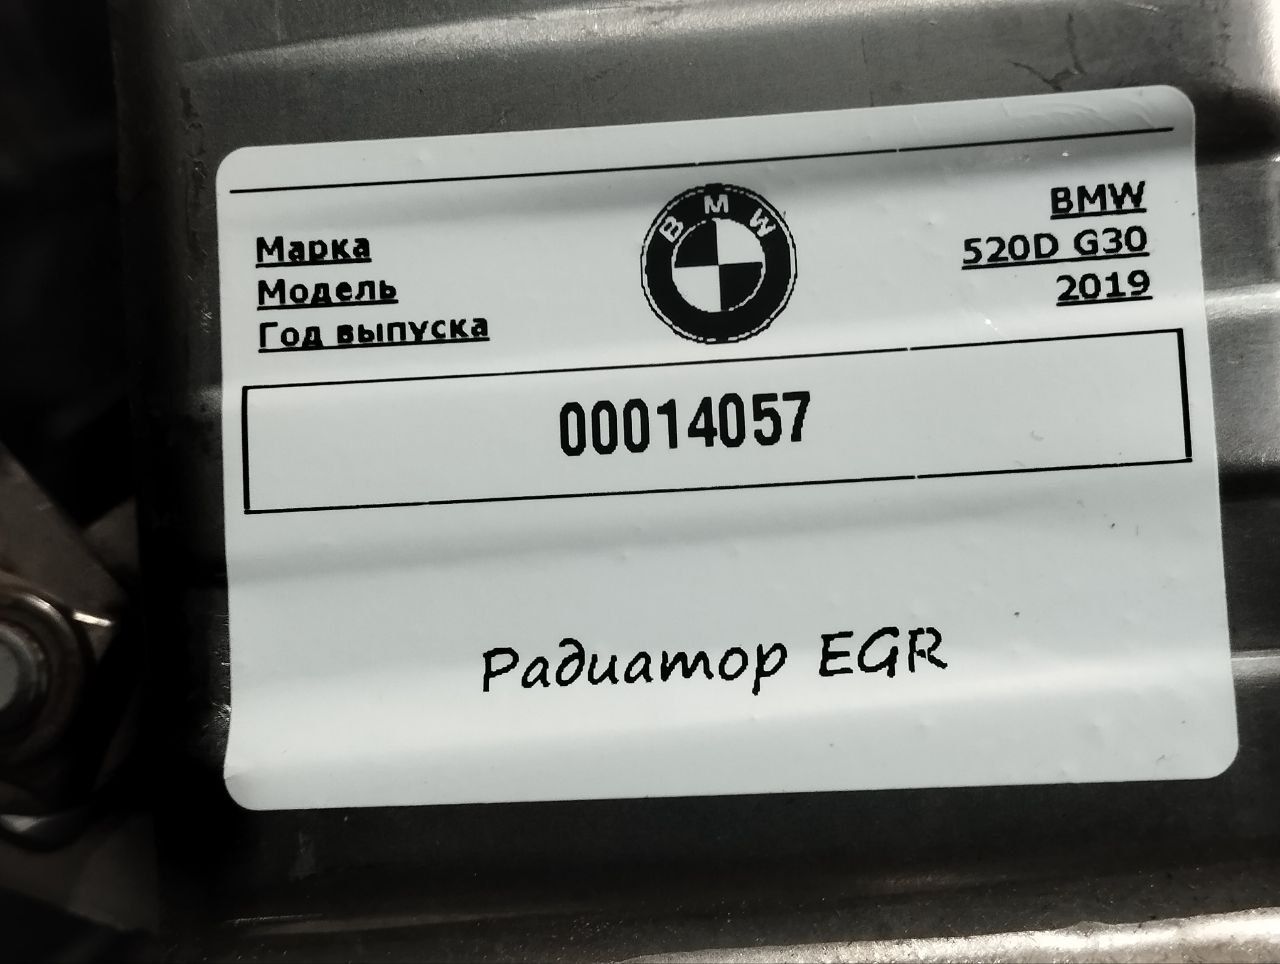 Марка
BMW
BMW
Модель
520D G30
Год выпуска
2019
00014057
Радиатор EGR